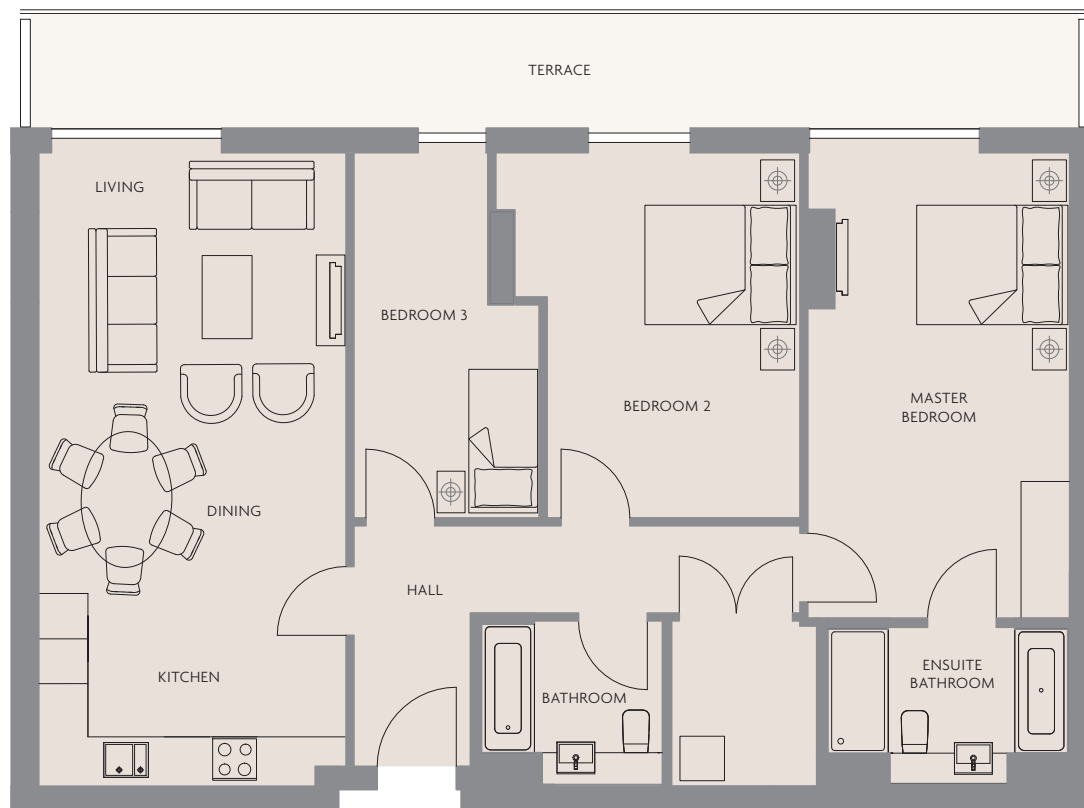 TERRACE
LIVING
BEDROOM 3
BEDROOM 2
MASTER
BEDROOM
DINING
HALL
KITCHEN
BATHROOM
ENSUITE
BATHROOM